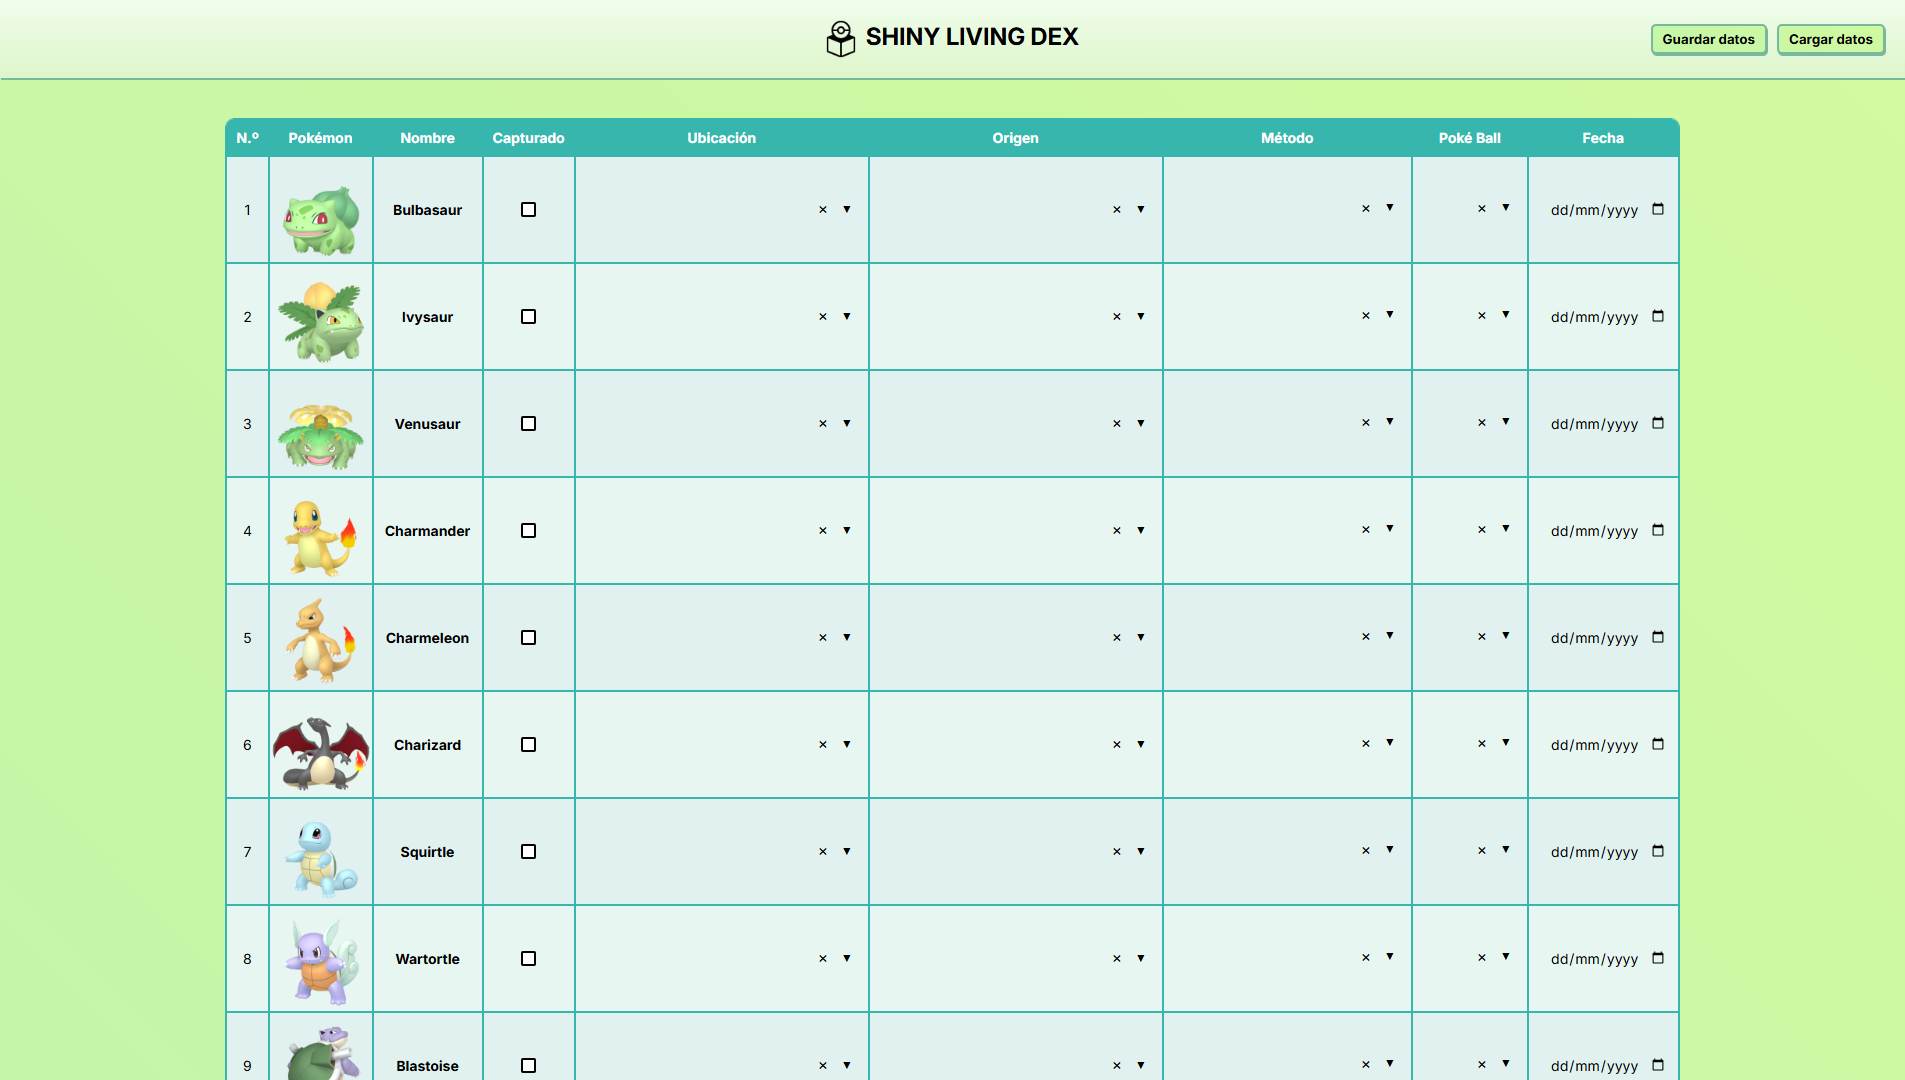 SHINY LIVING DEX
Guardar datos
Cargar datos
N.º Pokémon Nombre Capturado Ubicación Origen Método Poké Ball Fecha
1 Bulbasaur × ▼ × ▼ × ▼ × ▼ dd/mm/yyyy
2 Ivysaur × ▼ × ▼ × ▼ × ▼ dd/mm/yyyy
3 Venusaur × ▼ × ▼ × ▼ × ▼ dd/mm/yyyy
4 Charmander × ▼ × ▼ × ▼ × ▼ dd/mm/yyyy
5 Charmeleon × ▼ × ▼ × ▼ × ▼ dd/mm/yyyy
6 Charizard × ▼ × ▼ × ▼ × ▼ dd/mm/yyyy
7 Squirtle × ▼ × ▼ × ▼ × ▼ dd/mm/yyyy
8 Wartortle × ▼ × ▼ × ▼ × ▼ dd/mm/yyyy
9 Blastoise × ▼ × ▼ × ▼ × ▼ dd/mm/yyyy